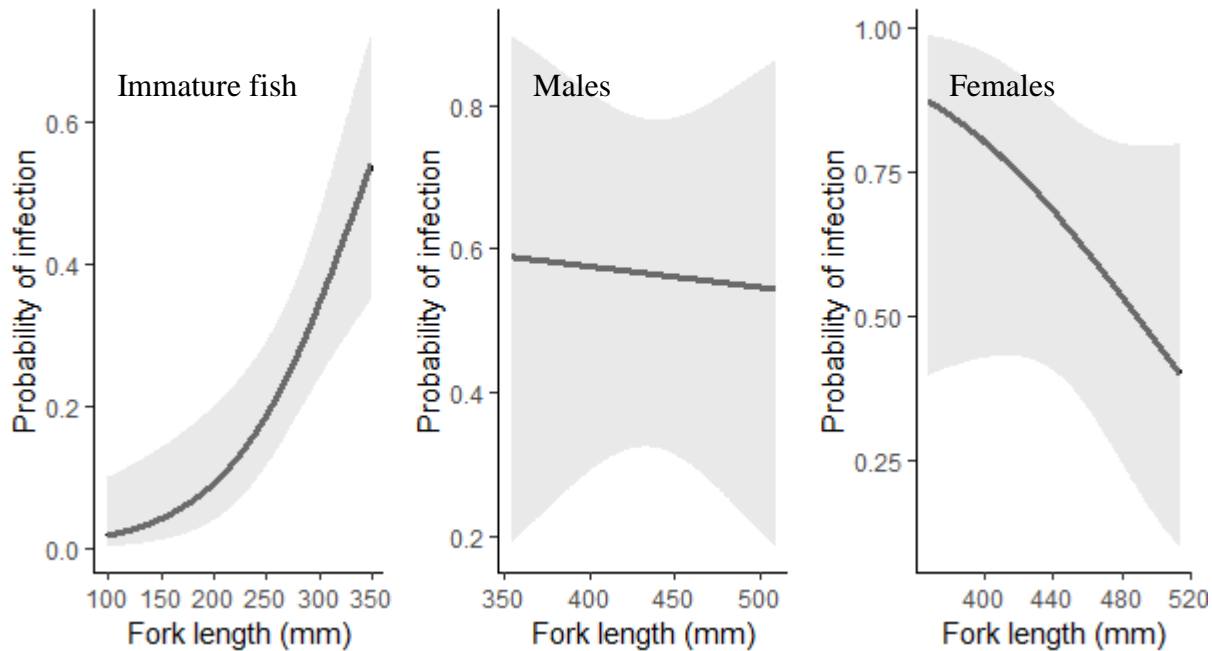 Immature fish
Probability of infection
0.6
0.4
0.2
0.0
100 150 200 250 300 350
Fork length (mm)
Males
Probability of infection
0.8
0.6
0.4
0.2
350 400 450 500
Fork length (mm)
Females
Probability of infection
1.00
0.75
0.50
0.25
400 440 480 520
Fork length (mm)